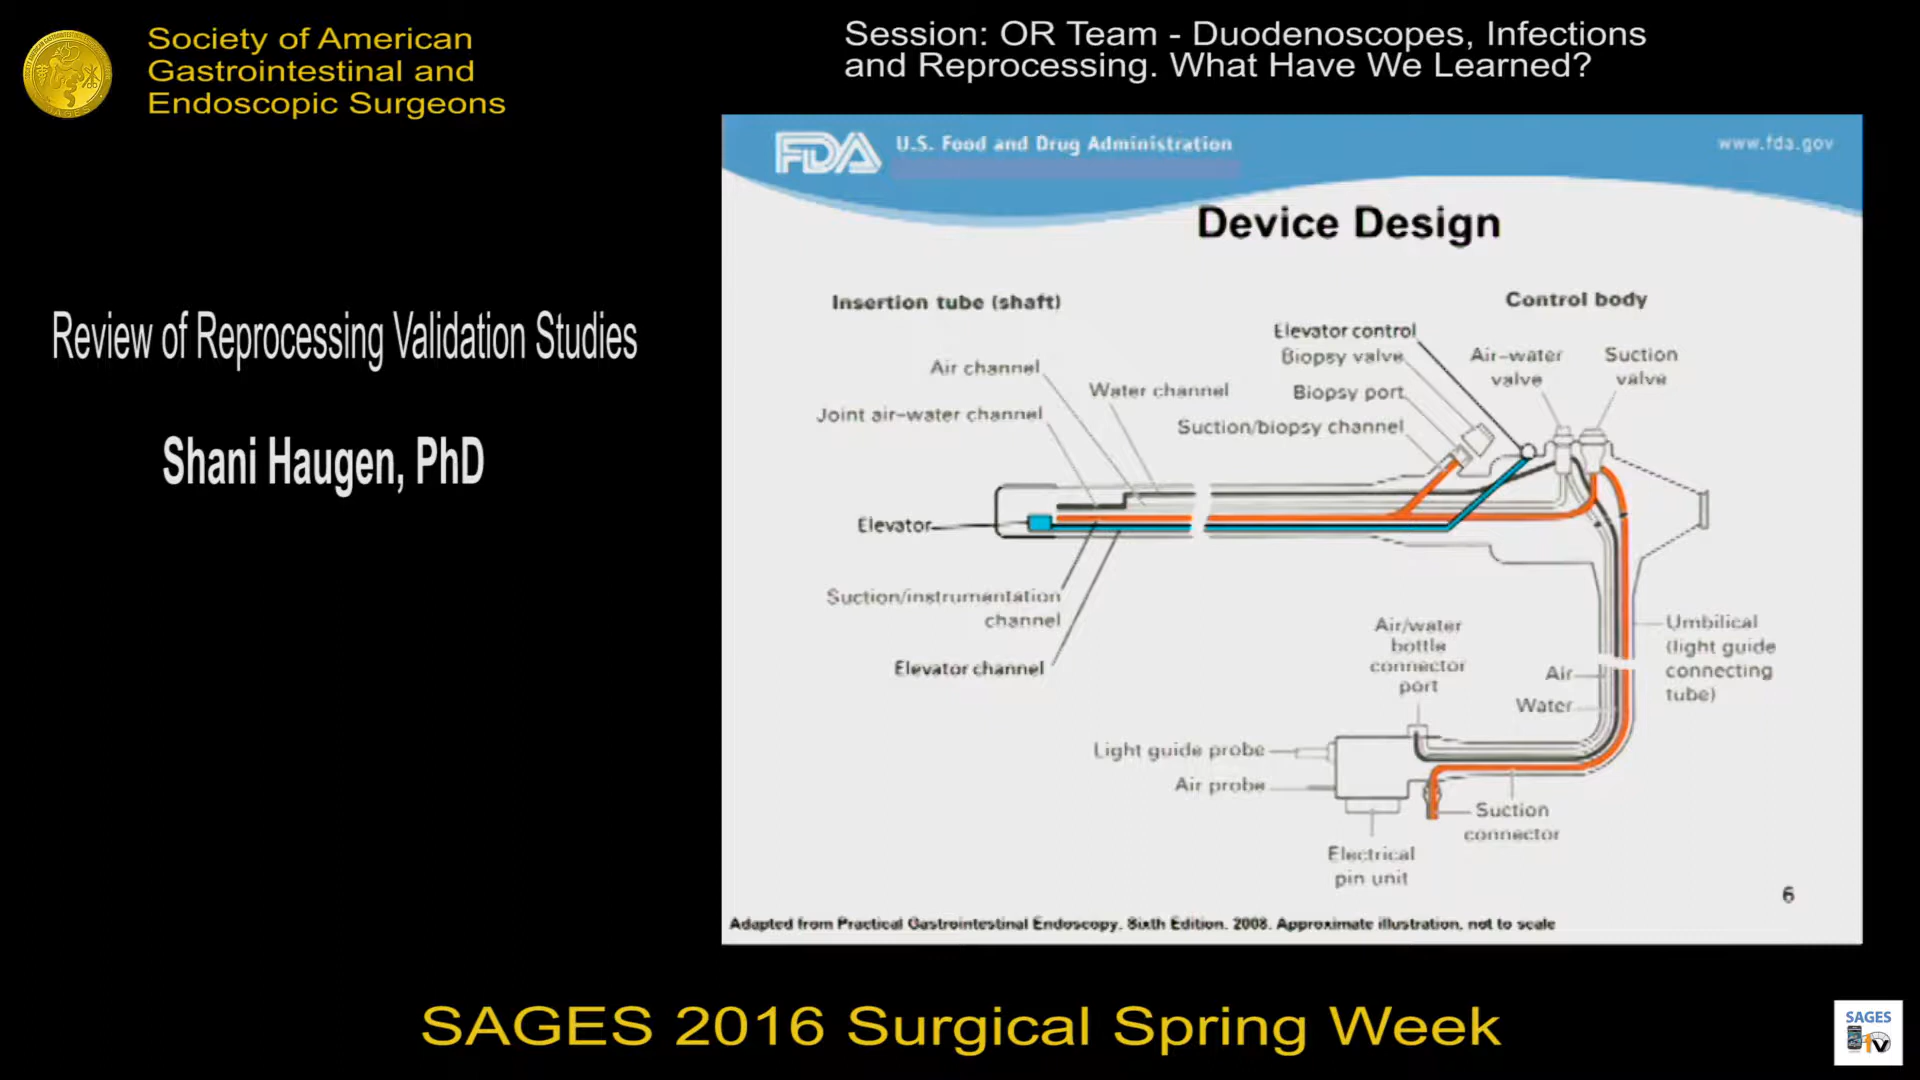 Society of American
Gastrointestinal and
Endoscopic Surgeons
Session: OR Team - Duodenoscopes, Infections
and Reprocessing. What Have We Learned?
Review of Reprocessing Validation Studies
Shani Haugen, PhD
FDA U.S. Food and Drug Administration
www.fda.gov
Device Design
Insertion tube (shaft)
Control body
Elevator control
Biopsy valve
Air-water
valve
Suction
valve
Air channel
Water channel
Biopsy port
Joint air-water channel
Suction/biopsy channel
Elevator
Suction/instrumentation
channel
Elevator channel
Air/water
bottle
connector
port
Umbilical
(light guide
connecting
tube)
Air
Water
Light guide probe
Air probe
Suction
connector
Electrical
pin unit
6
Adapted from Practical Gastrointestinal Endoscopy. Sixth Edition. 2008. Approximate illustration, not to scale
SAGES 2016 Surgical Spring Week
SAGES
TV